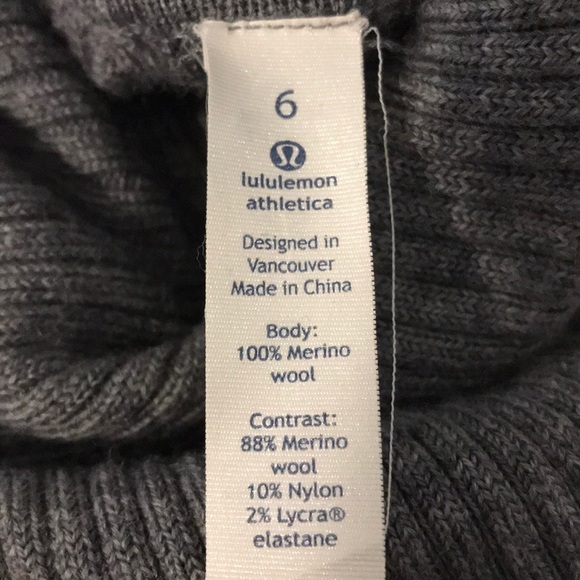 6
lululemon
athletica
Designed in
Vancouver
Made in China
Body:
100% Merino
wool
Contrast:
88% Merino
wool
10% Nylon
2% Lycra®
elastane